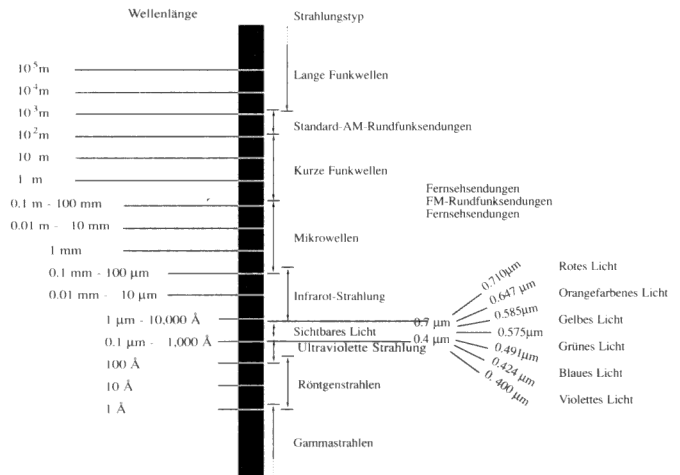 Wellenlänge
Strahlungstyp
10⁵m
Lange Funkwellen
10⁴m
10³m
Standard-AM-Rundfunksendungen
10²m
10 m
Kurze Funkwellen
1 m
0.1 m - 100 mm
Fernsehsendungen
FM-Rundfunksendungen
Fernsehsendungen
0.01 m - 10 mm
Mikrowellen
1 mm
0.1 mm - 100 µm
0.01 mm - 10 µm
Infrarot-Strahlung
1 µm - 10,000 Å
Sichtbares Licht
0.1 µm - 1,000 Å
Ultraviolette Strahlung
100 Å
10 Å
Röntgenstrahlen
1 Å
Gammastrahlen
0.7 µm
0.4 µm
0.710µm
Rotes Licht
0.647 µm
Orangefarbenes Licht
0.585µm
Gelbes Licht
0.575µm
Grünes Licht
0.491µm
Blaues Licht
0.424 µm
Violettes Licht
0. 400 µm